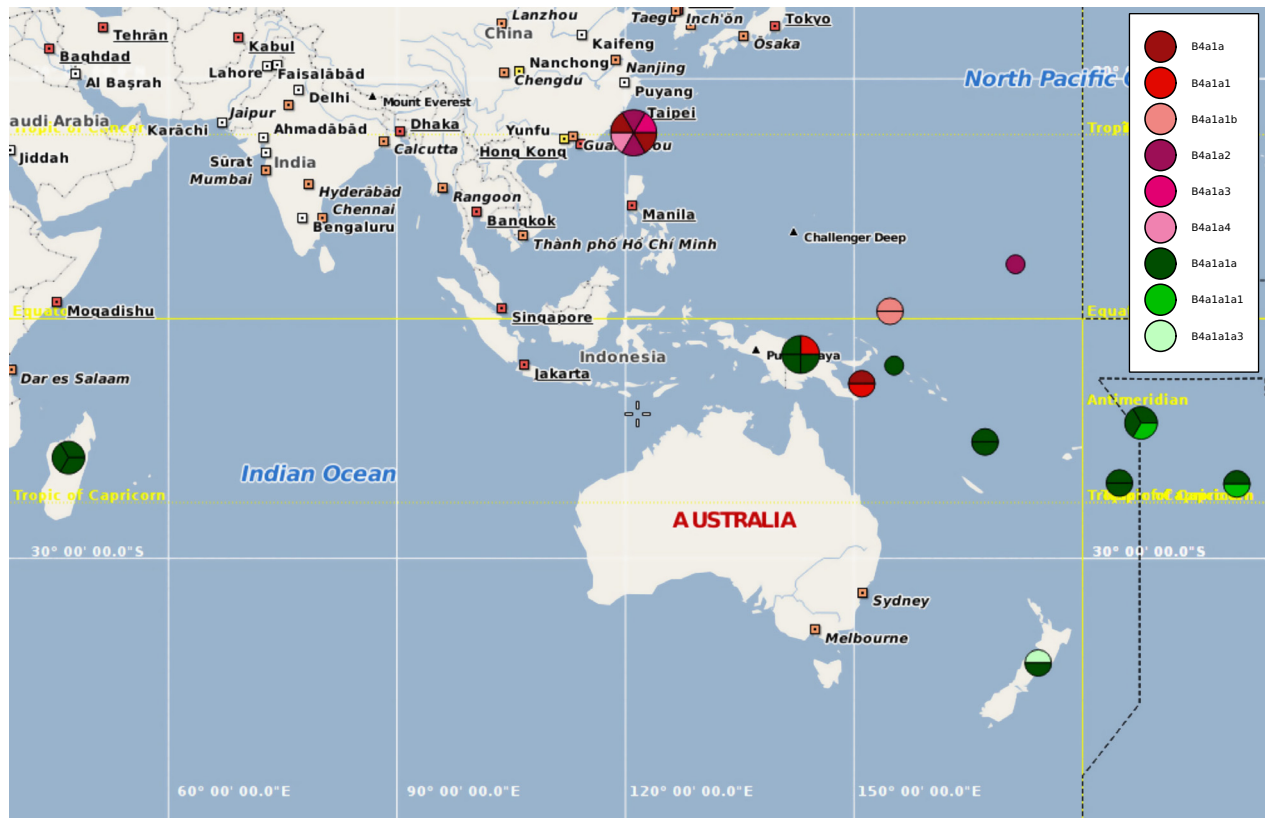 Lanzhou
Taegu
Inch'ŏn
Tokyo
Tehrān
China
Kabul
Kaifeng
Ōsaka
Baghdad
Lahore
Faisalābād
Nanchong
Nanjing
Al Başrah
Chengdu
North Pacific
Delhi
Mount Everest
Puyang
audi Arabia
Jaipur
Taipei
Karāchi
Ahmadābād
Dhaka
Yunfu
Calcutta
Hong Kong
Jiddah
Sūrat
India
Mumbai
Hyderābād
Rangoon
Chennai
Manila
Bengaluru
Bangkok
Thành phố Hồ Chí Minh
Challenger Deep
Moqadishu
Singapore
Indonesia
Jakarta
Dar es Salaam
Antimeridian
Indian Ocean
Tropic of Capricorn
AUSTRALIA
30° 00' 00.0"S
30° 00' 00.0"S
Sydney
Melbourne
60° 00' 00.0"E
90° 00' 00.0"E
120° 00' 00.0"E
150° 00' 00.0"E
B4a1a
B4a1a1
B4a1a1b
B4a1a2
B4a1a3
B4a1a4
B4a1a1a
B4a1a1a1
B4a1a1a3